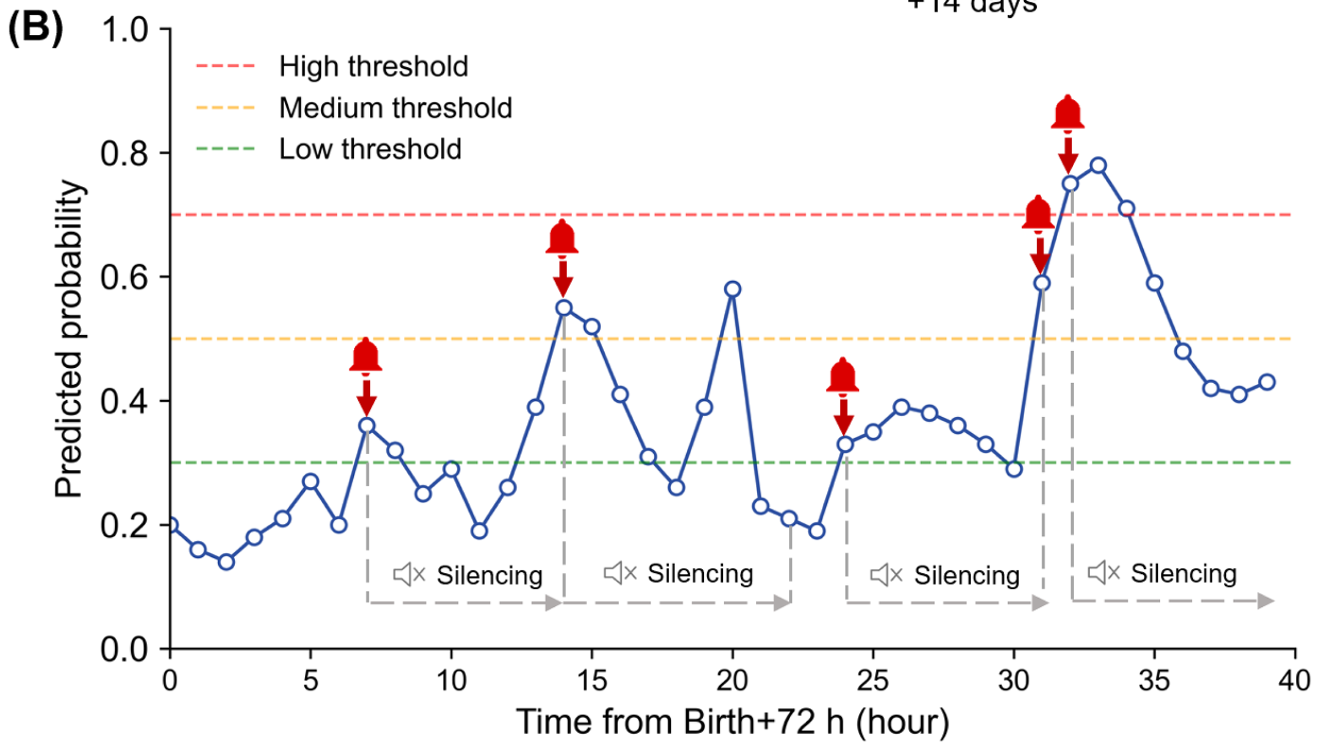 +14 days
(B)
1.0
High threshold
Medium threshold
Low threshold
0.8
0.6
0.4
0.2
0.0
Predicted probability
Silencing
Silencing
Silencing
Silencing
0 5 10 15 20 25 30 35 40
Time from Birth+72 h (hour)